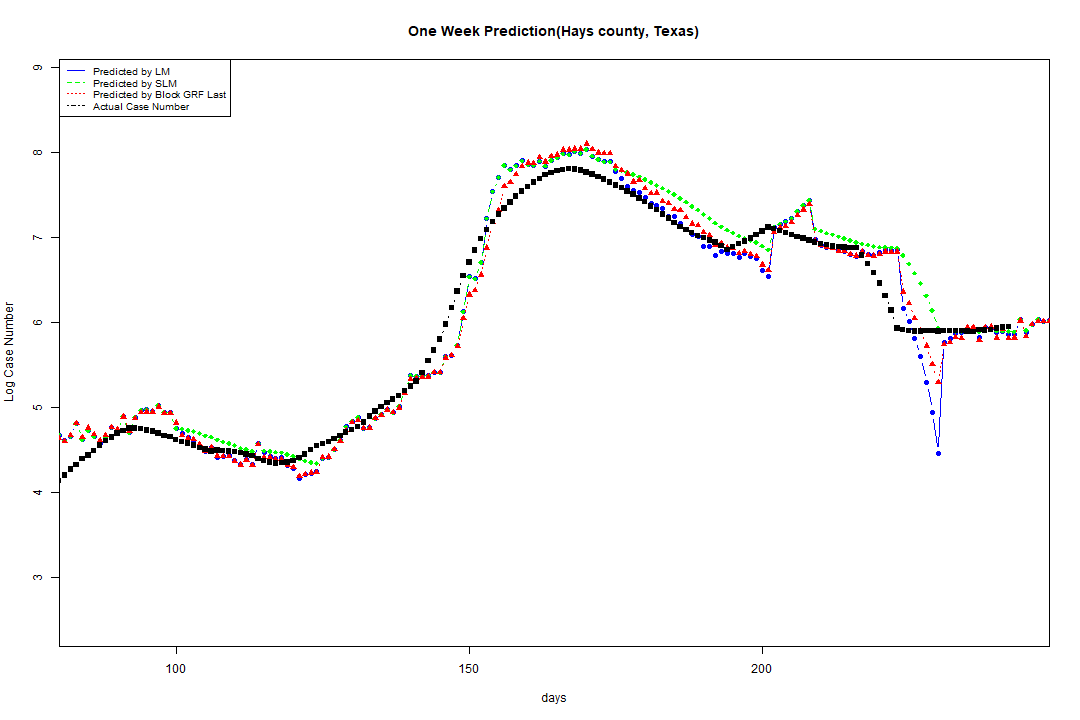 One Week Prediction(Hays county, Texas)
Predicted by LM
Predicted by SLM
Predicted by Block GRF Last
Actual Case Number
9
8
7
6
5
4
3
Log Case Number
100 150 200
days